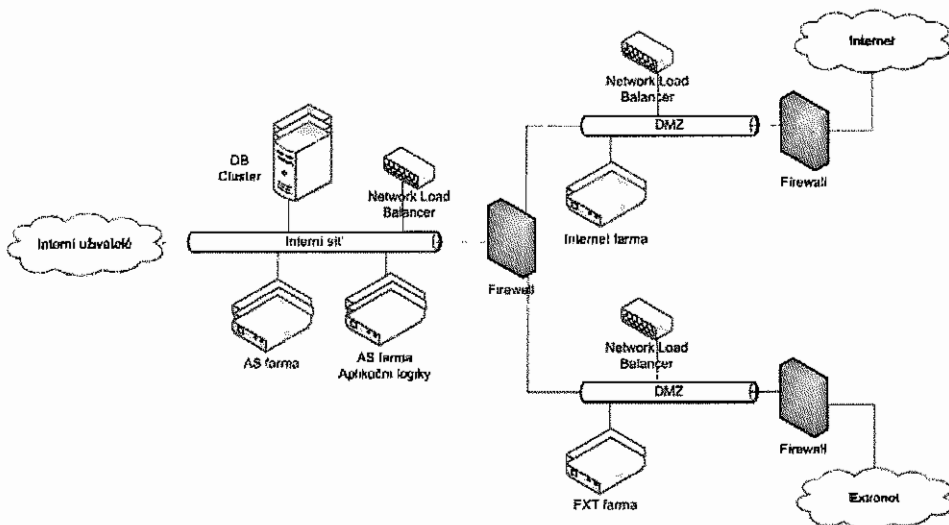 Internet
Network Load
Balancer
DMZ
Firewall
Internet farma
DB
Cluster
Network Load
Balancer
Interní uživatelé
Interní síť
Firewall
AS farma
AS farma
Aplikační logiky
Network Load
Balancer
DMZ
Firewall
EXT farma
Extranet